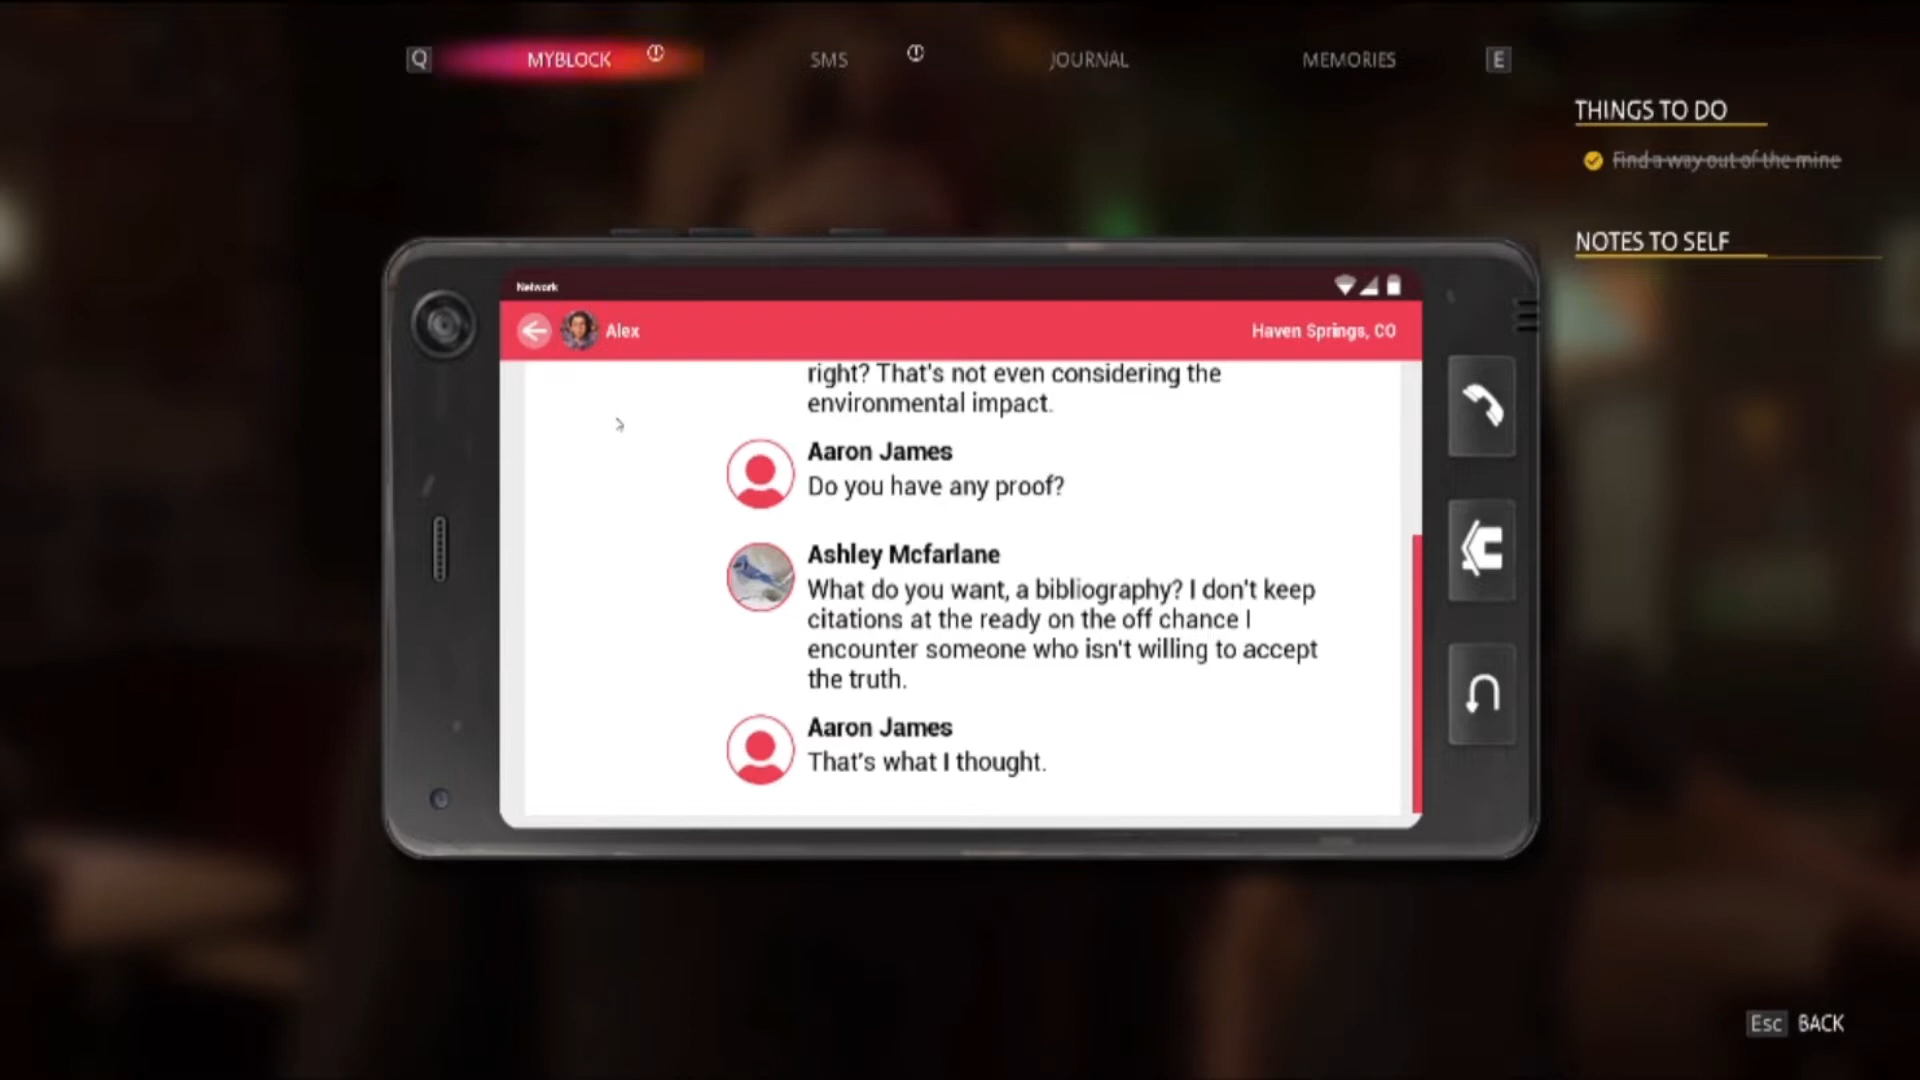 Q MYBLOCK SMS JOURNAL MEMORIES E
THINGS TO DO
Find a way out of the mine
NOTES TO SELF
Network
Alex Haven Springs, CO
right? That's not even considering the
environmental impact.
Aaron James
Do you have any proof?
Ashley Mcfarlane
What do you want, a bibliography? I don't keep
citations at the ready on the off chance I
encounter someone who isn't willing to accept
the truth.
Aaron James
That's what I thought.
Esc BACK